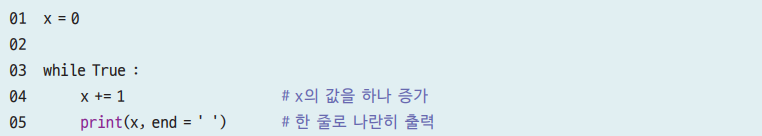 01 x = 0
02
03 while True :
04 x += 1 # x의 값을 하나 증가
05 print(x, end = ' ') # 한 줄로 나란히 출력